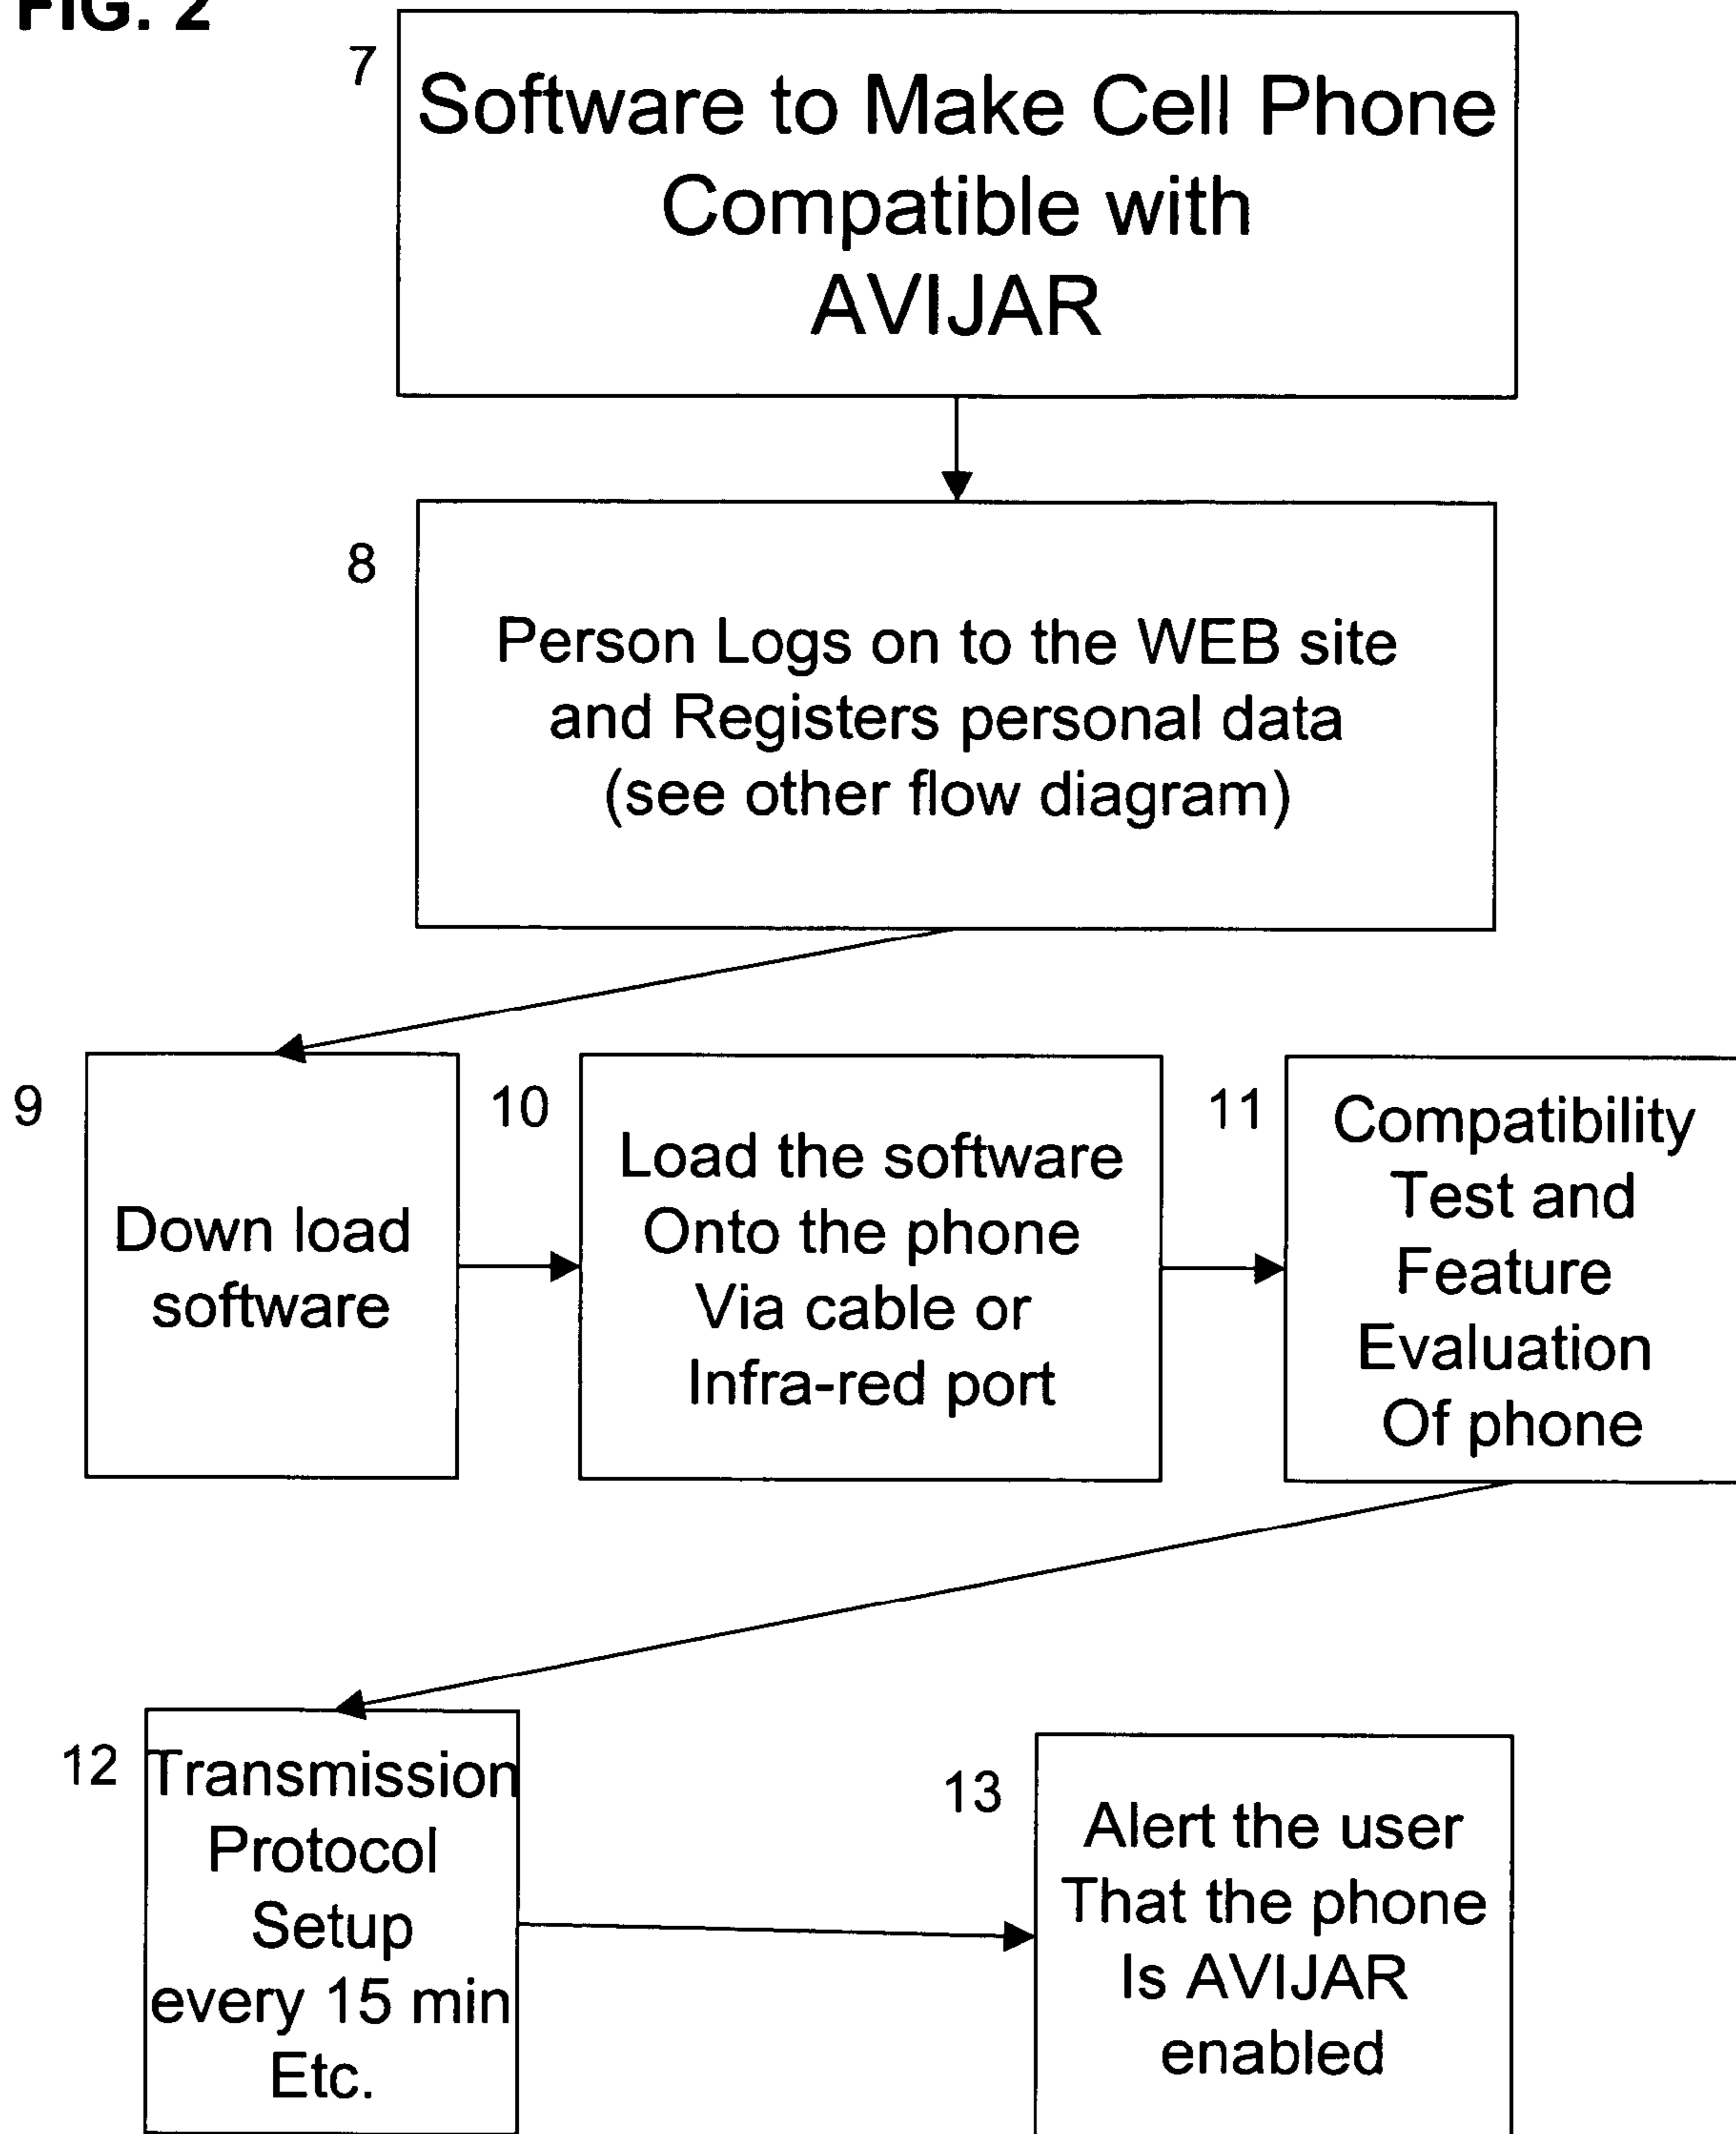 FIG. 2
7
Software to Make Cell Phone
Compatible with
AVIJAR
8
Person Logs on to the WEB site
and Registers personal data
(see other flow diagram)
9
Down load
software
10
Load the software
Onto the phone
Via cable or
Infra-red port
11
Compatibility
Test and
Feature
Evaluation
Of phone
12
Transmission
Protocol
Setup
every 15 min
Etc.
13
Alert the user
That the phone
Is AVIJAR
enabled